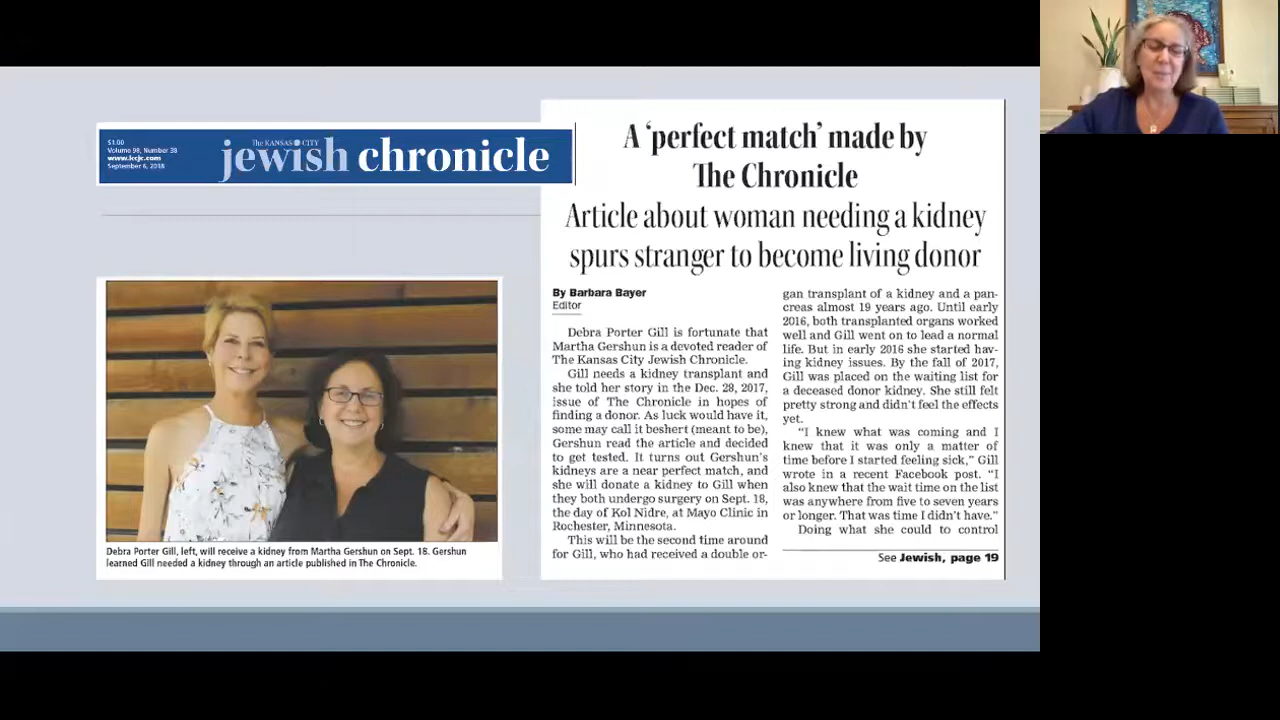 $1.00
Volume 98, Number 38
www.kcjc.com
September 6, 2018
The KANSAS CITY
jewish chronicle
Debra Porter Gill, left, will receive a kidney from Martha Gershun on Sept. 18. Gershun
learned Gill needed a kidney through an article published in The Chronicle.
A ‘perfect match’ made by
The Chronicle
Article about woman needing a kidney
spurs stranger to become living donor
By Barbara Bayer
Editor
Debra Porter Gill is fortunate that
Martha Gershun is a devoted reader of
The Kansas City Jewish Chronicle.
Gill needs a kidney transplant and
she told her story in the Dec. 28, 2017,
issue of The Chronicle in hopes of
finding a donor. As luck would have it,
some may call it beshert (meant to be),
Gershun read the article and decided
to get tested. It turns out Gershun’s
kidneys are a near perfect match, and
she will donate a kidney to Gill when
they both undergo surgery on Sept. 18,
the day of Kol Nidre, at Mayo Clinic in
Rochester, Minnesota.
This will be the second time around
for Gill, who had received a double or-
gan transplant of a kidney and a pan-
creas almost 19 years ago. Until early
2016, both transplanted organs worked
well and Gill went on to lead a normal
life. But in early 2016 she started hav-
ing kidney issues. By the fall of 2017,
Gill was placed on the waiting list for
a deceased donor kidney. She still felt
pretty strong and didn’t feel the effects
yet.
“I knew what was coming and I
knew that it was only a matter of
time before I started feeling sick,” Gill
wrote in a recent Facebook post. “I
also knew that the wait time on the list
was anywhere from five to seven years
or longer. That was time I didn’t have.”
Doing what she could to control
See Jewish, page 19